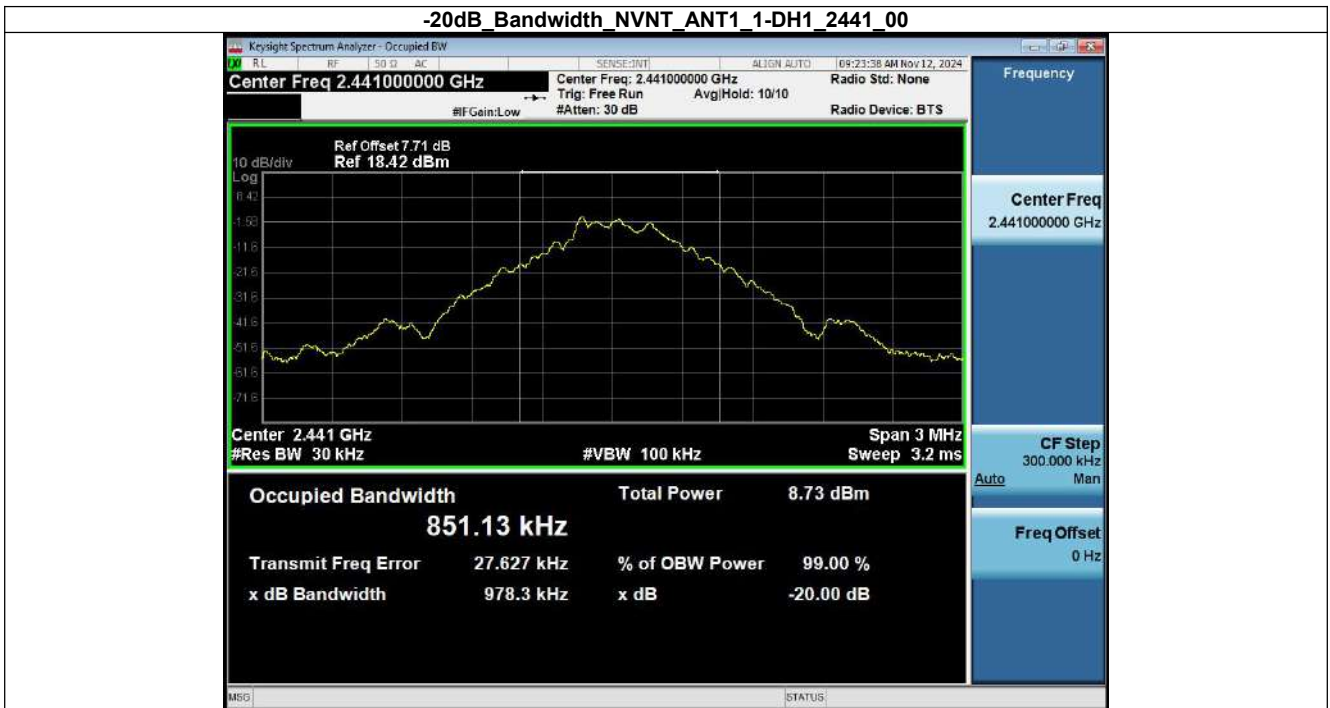 -20dB_Bandwidth_NVNT_ANT1_1-DH1_2441_00
Keysight Spectrum Analyzer - Occupied BW
RL RF 50 Ω AC SENSE:INT ALIGN AUTO 09:23:38 AM Nov 12, 2024
Center Freq 2.441000000 GHz
Center Freq: 2.441000000 GHz
Radio Std: None
Trig: Free Run Avg|Hold: 10/10
#IFGain:Low
#Atten: 30 dB
Radio Device: BTS
Frequency
Ref Offset 7.71 dB
10 dB/div Ref 18.42 dBm
Log
8.42
-1.58
-11.6
-21.6
-31.6
-41.6
-51.6
-61.6
-71.6
Center Freq
2.441000000 GHz
Center 2.441 GHz Span 3 MHz
#Res BW 30 kHz #VBW 100 kHz Sweep 3.2 ms
CF Step
300.000 kHz
Auto Man
Occupied Bandwidth Total Power 8.73 dBm
851.13 kHz
Transmit Freq Error 27.627 kHz % of OBW Power 99.00 %
x dB Bandwidth 978.3 kHz x dB -20.00 dB
Freq Offset
0 Hz
MSG STATUS